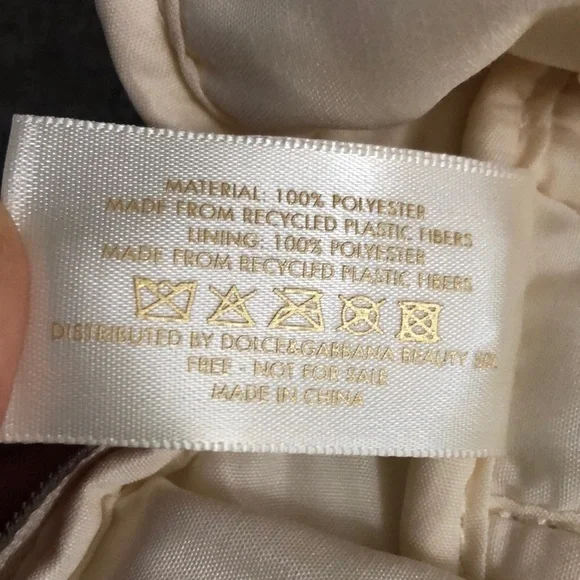 MATERIAL: 100% POLYESTER
MADE FROM RECYCLED PLASTIC FIBERS
LINING: 100% POLYESTER
MADE FROM RECYCLED PLASTIC FIBERS
DISTRIBUTED BY DOLCE&GABBANA BEAUTY
FREE - NOT FOR SALE
MADE IN CHINA